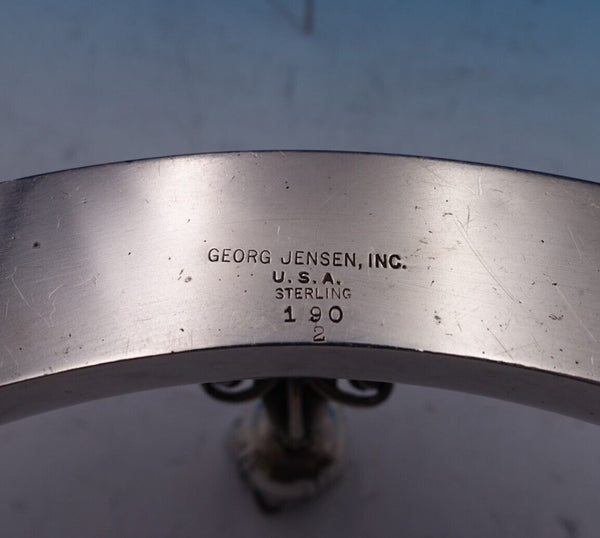 GEORG JENSEN, INC.
U. S. A.
STERLING
190
2